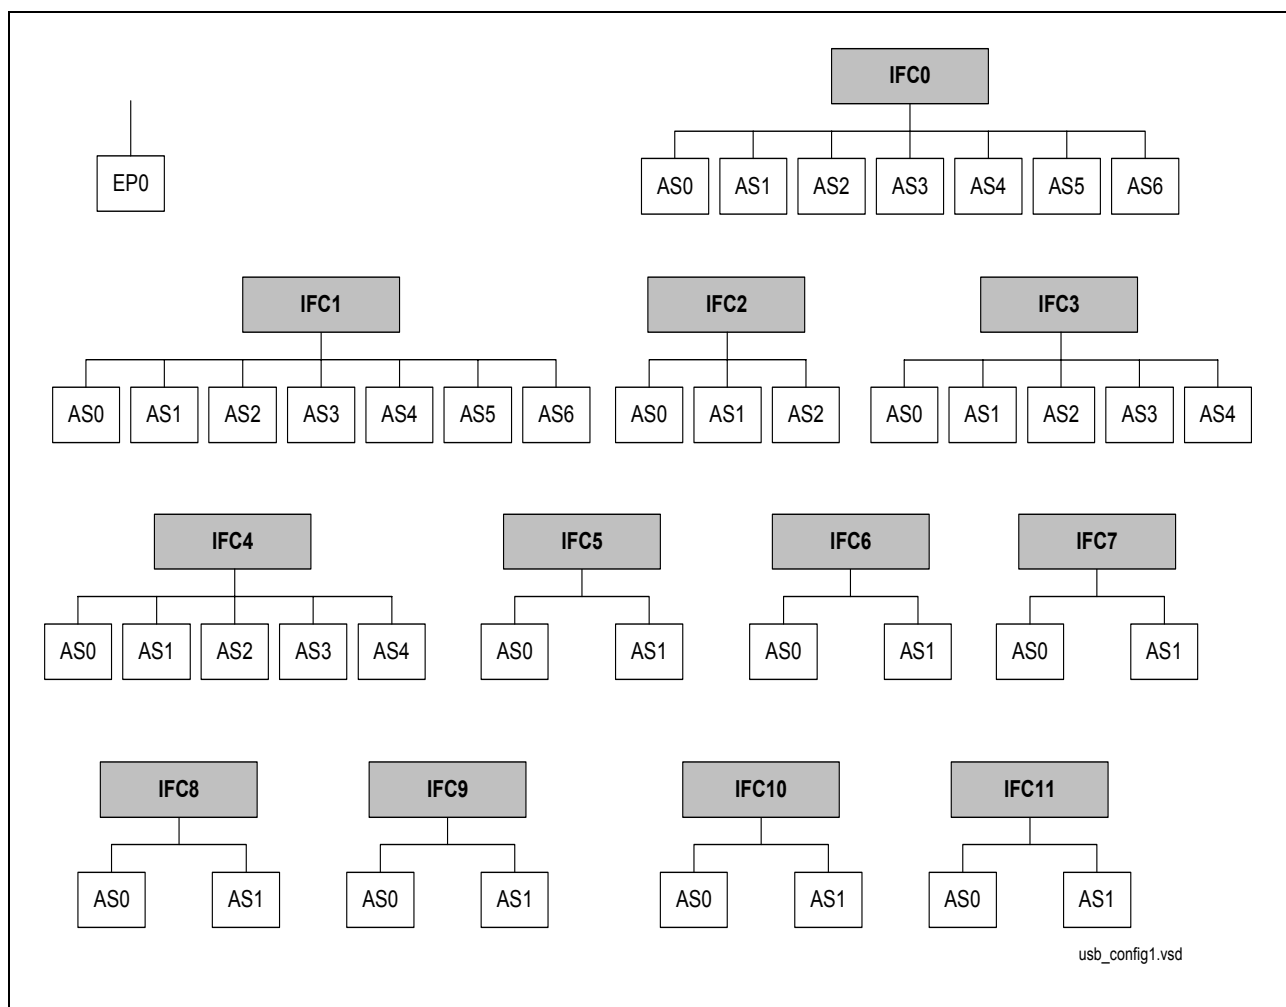 IFC0
EP0
AS0 AS1 AS2 AS3 AS4 AS5 AS6
IFC1 IFC2 IFC3
AS0 AS1 AS2 AS3 AS4 AS5 AS6 AS0 AS1 AS2 AS0 AS1 AS2 AS3 AS4
IFC4 IFC5 IFC6 IFC7
AS0 AS1 AS2 AS3 AS4 AS0 AS1 AS0 AS1 AS0 AS1
IFC8 IFC9 IFC10 IFC11
AS0 AS1 AS0 AS1 AS0 AS1 AS0 AS1
usb_config1.vsd